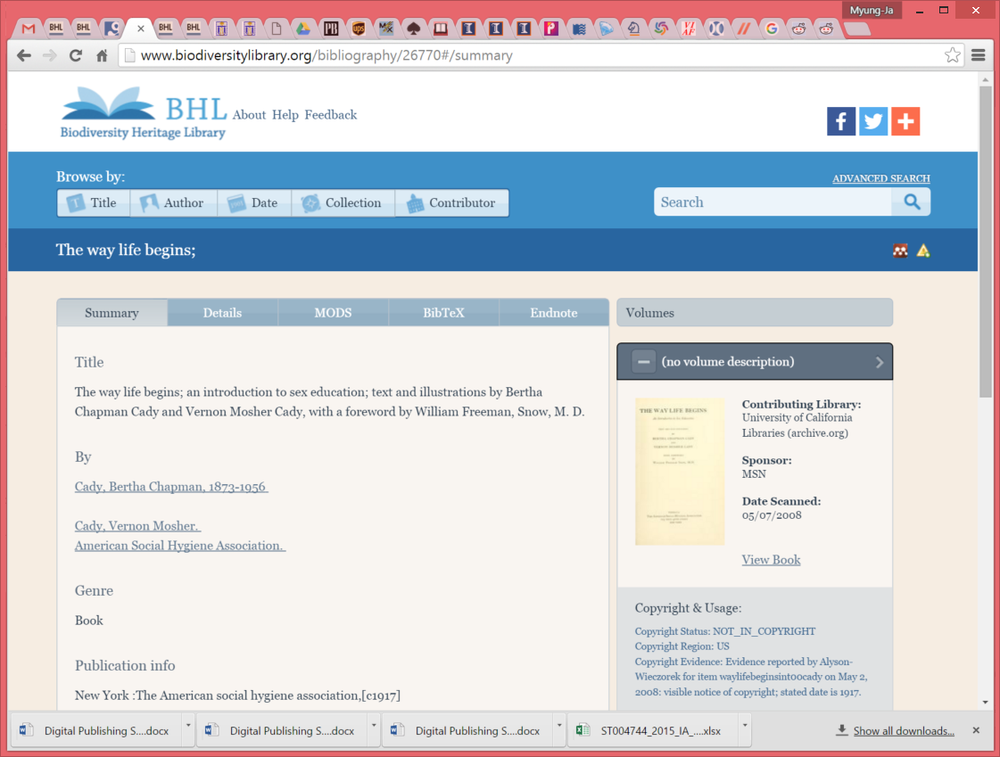 Myung-Ja
www.biodiversitylibrary.org/bibliography/26770#/summary
BHL
Biodiversity Heritage Library
About Help Feedback
Browse by:
ADVANCED SEARCH
Title Author Date Collection Contributor
Search
The way life begins;
Summary Details MODS BibTeX Endnote
Title
The way life begins; an introduction to sex education; text and illustrations by Bertha
Chapman Cady and Vernon Mosher Cady, with a foreword by William Freeman, Snow, M. D.
By
Cady, Bertha Chapman, 1873-1956
Cady, Vernon Mosher.
American Social Hygiene Association.
Genre
Book
Publication info
New York :The American social hygiene association,[c1917]
Volumes
(no volume description)
THE WAY LIFE BEGINS
Contributing Library:
University of California
Libraries (archive.org)
Sponsor:
MSN
Date Scanned:
05/07/2008
View Book
Copyright & Usage:
Copyright Status: NOT_IN_COPYRIGHT
Copyright Region: US
Copyright Evidence: Evidence reported by Alyson-
Wieczorek for item waylifebeginsint00cady on May 2,
2008: visible notice of copyright; stated date is 1917.
Digital Publishing S....docx
Digital Publishing S....docx
Digital Publishing S....docx
ST004744_2015_IA_....xlsx
Show all downloads...